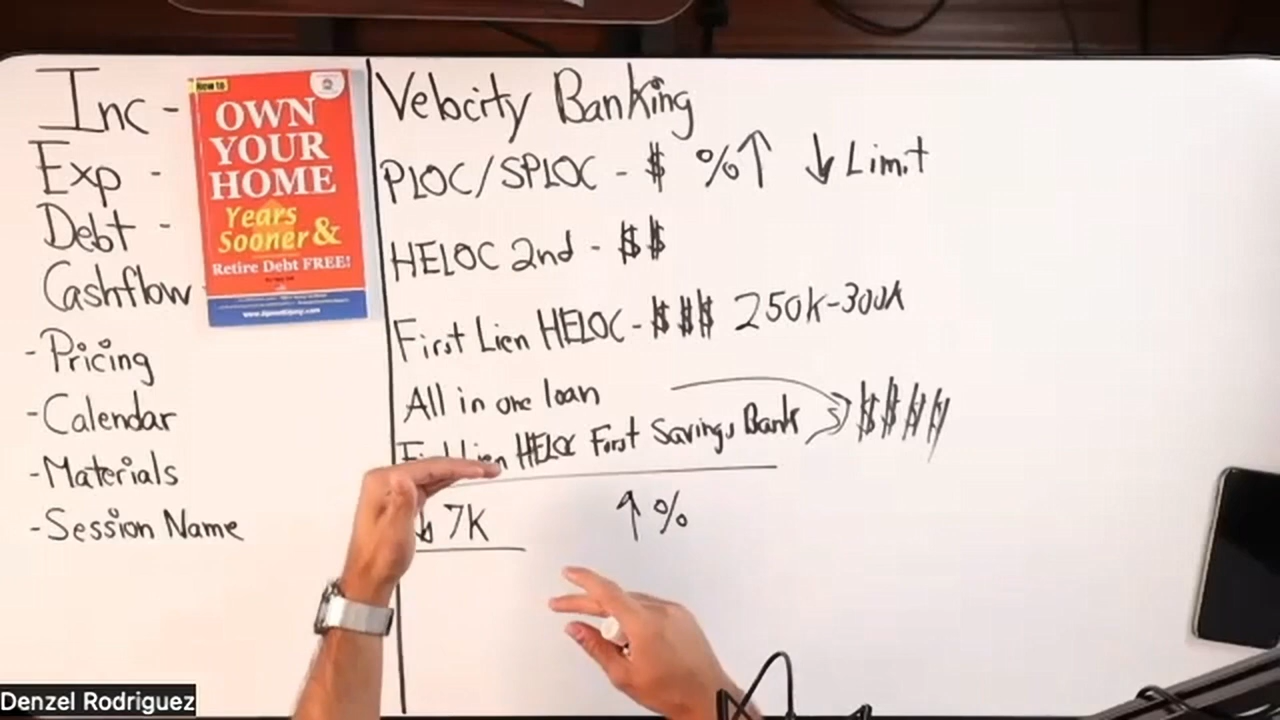 Inc -
Exp -
Debt -
Cashflow
- Pricing
- Calendar
- Materials
- Session Name
How to
OWN
YOUR
HOME
Years
Sooner &
Retire Debt FREE!
Velocity Banking
PLOC/SPLOC - $ %↑ ↓ Limit
HELOC 2nd - $$
First Lien HELOC - $$$ 250k-300k
All in one loan
HELOC First Savings Bank → $$$$
↓ 7K ↑ %
Denzel Rodriguez